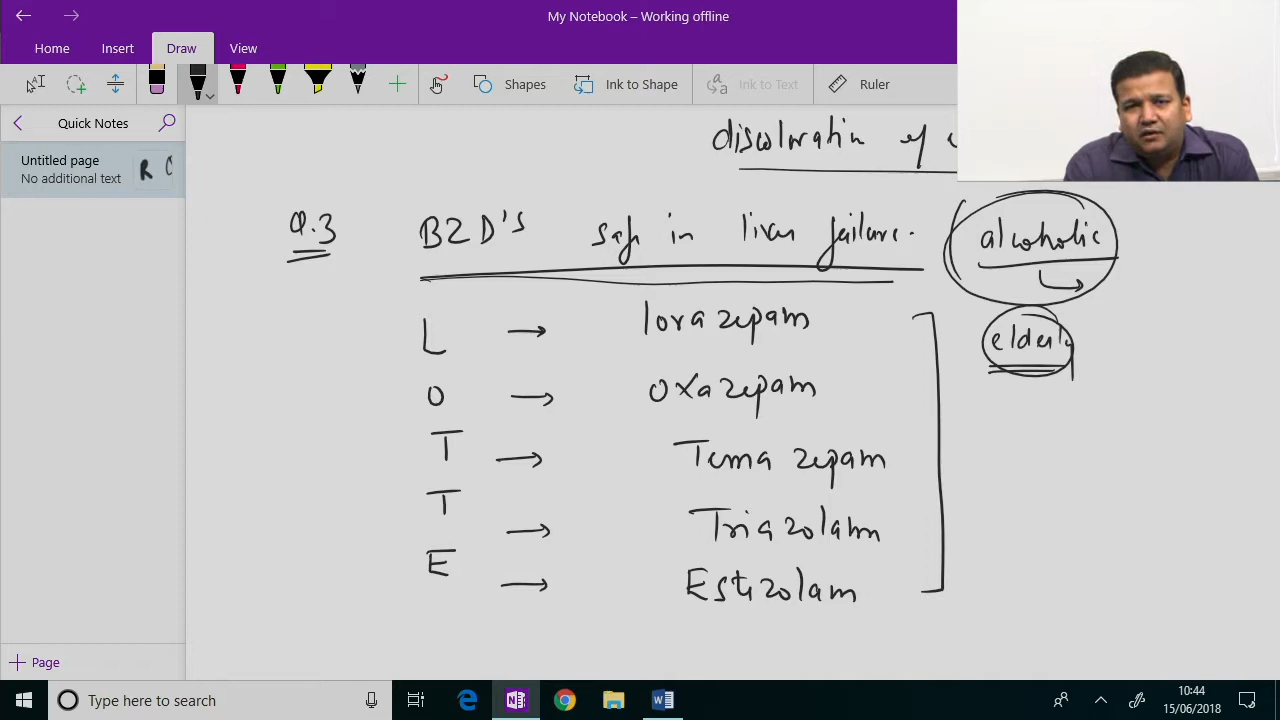 My Notebook – Working offline
Home Insert Draw View
Shapes Ink to Shape Ink to Text Ruler
Quick Notes
Untitled page
No additional text
R
discoloratin of
Q.3 BZD's safe in liver failure. alcoholic
L → lorazepam
elderly
O → oxazepam
T → Temazepam
T → Triazolam
E → Estizolam
+ Page
Type here to search
10:44
15/06/2018